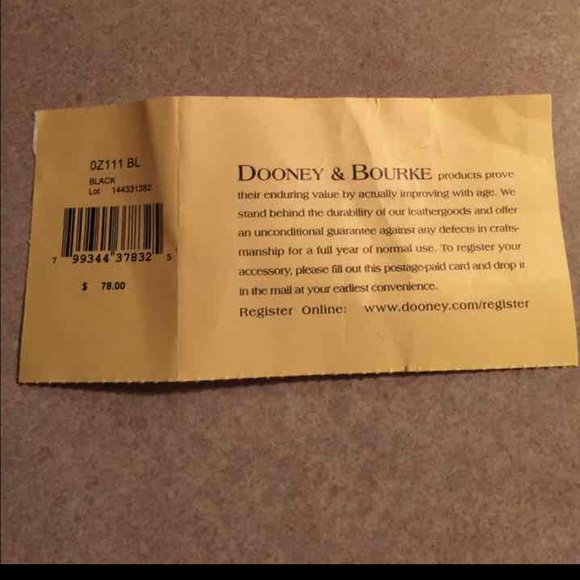 0Z111 BL
BLACK
Lot 144331382
7 99344 37832 5
$ 78.00
DOONEY & BOURKE products prove
their enduring value by actually improving with age. We
stand behind the durability of our leathergoods and offer
an unconditional guarantee against any defects in crafts-
manship for a full year of normal use. To register your
accessory, please fill out this postage-paid card and drop it
in the mail at your earliest convenience.
Register Online: www.dooney.com/register